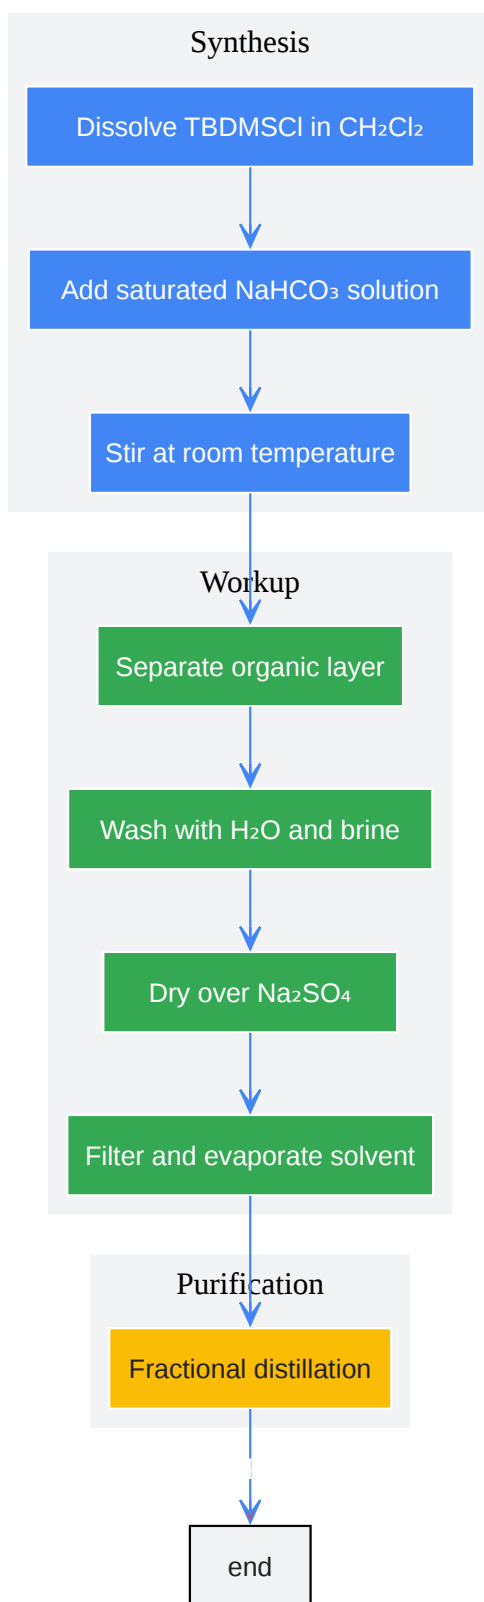 Synthesis
Dissolve TBDMSCl in CH₂Cl₂
Add saturated NaHCO₃ solution
Stir at room temperature
Workup
Separate organic layer
Wash with H₂O and brine
Dry over Na₂SO₄
Filter and evaporate solvent
Purification
Fractional distillation
end